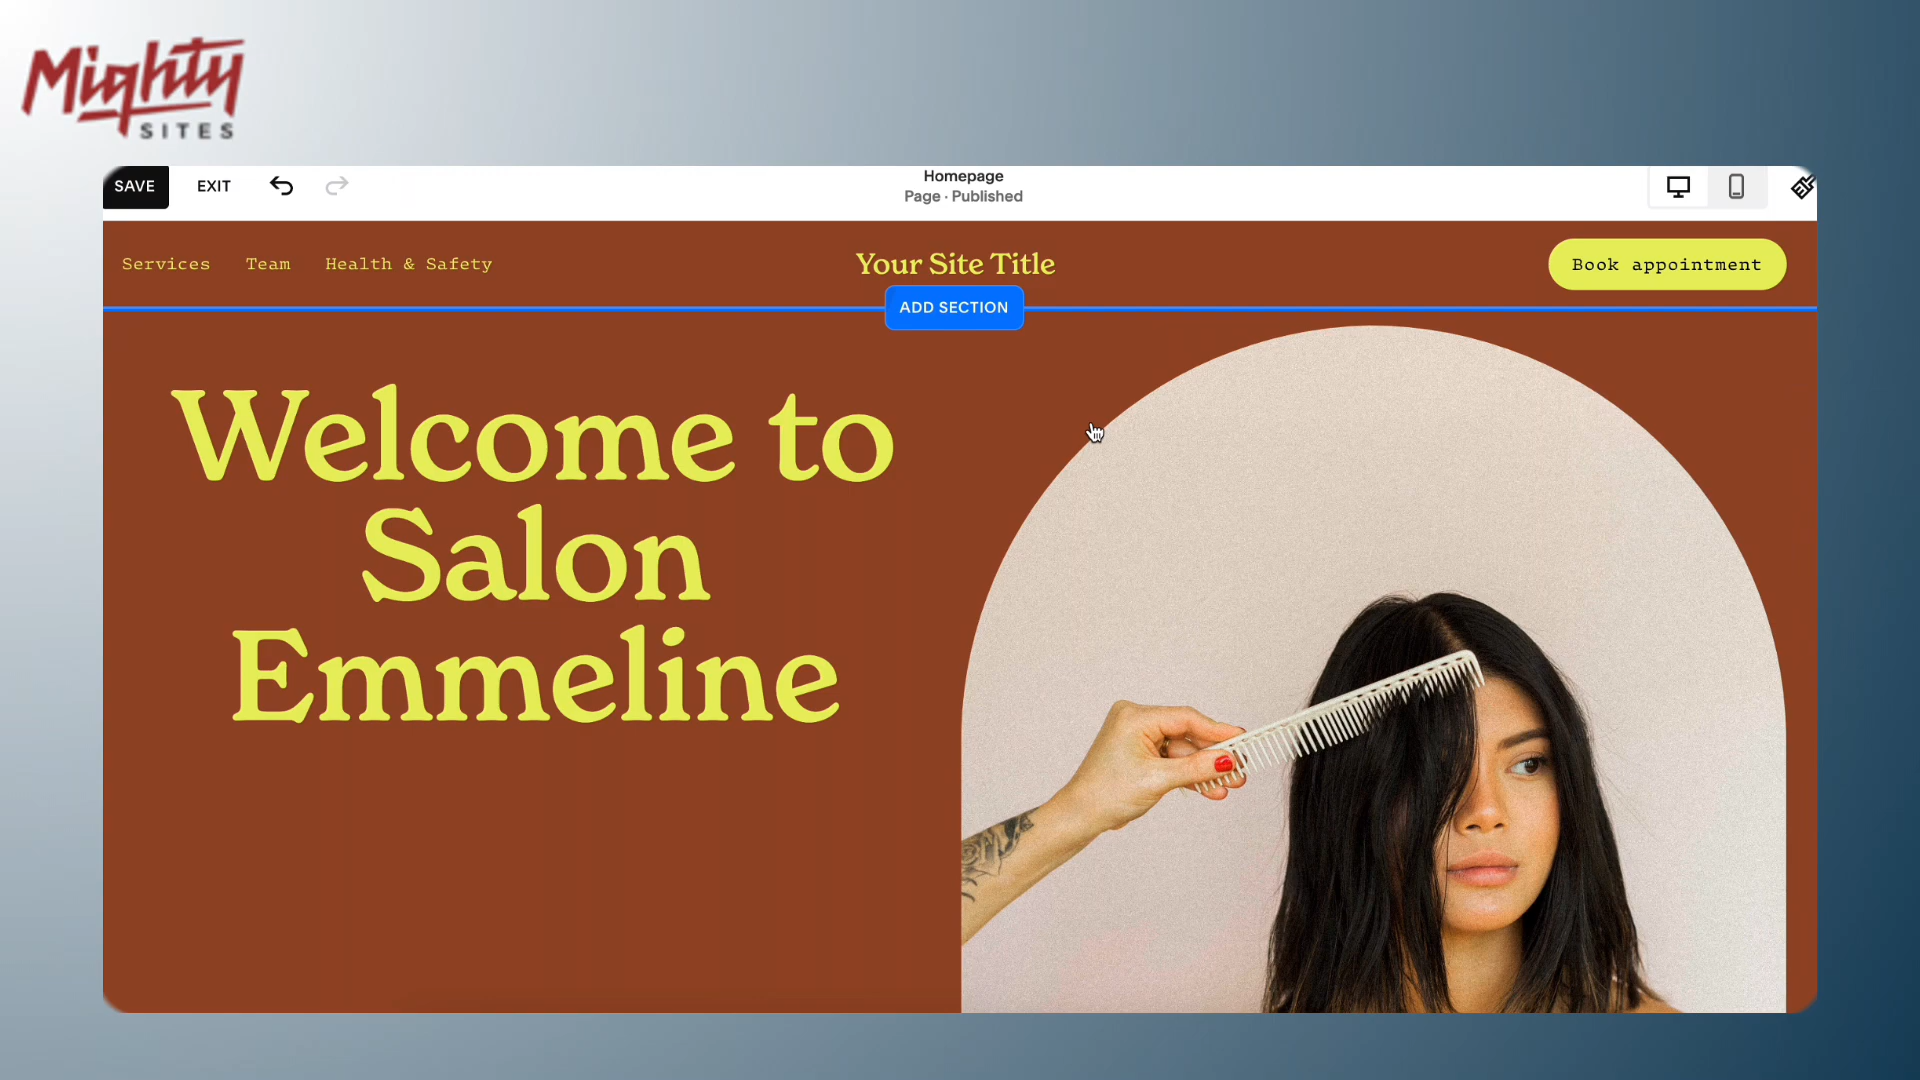 Mighty
SITES
SAVE
EXIT
Homepage
Page · Published
Services
Team
Health & Safety
Your Site Title
Book appointment
ADD SECTION
Welcome to
Salon
Emmeline